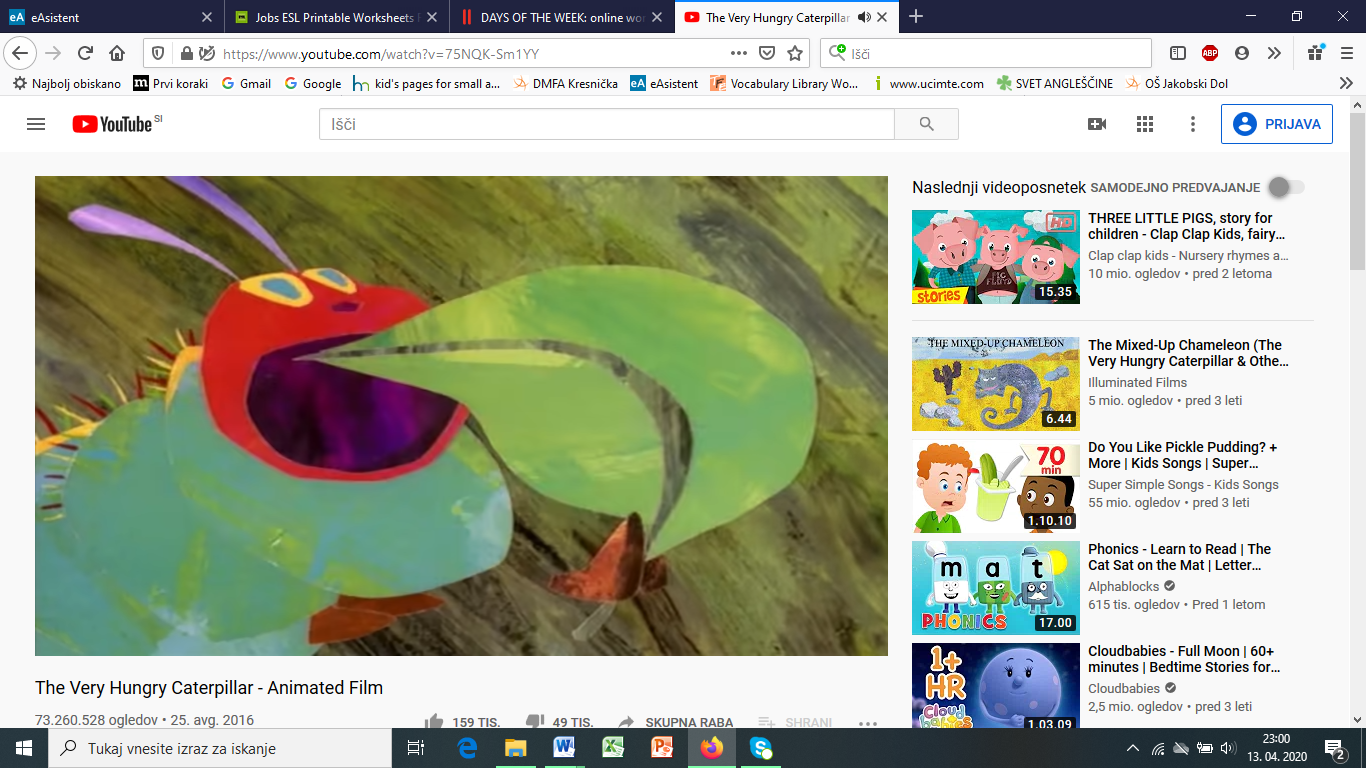 eAsistent
Jobs ESL Printable Worksheets
DAYS OF THE WEEK: online wo
The Very Hungry Caterpillar
https://www.youtube.com/watch?v=75NQK-Sm1YY
Išči
Najbolj obiskano
Prvi koraki
Gmail
Google
kid's pages for small a...
DMFA Kresnička
eAsistent
Vocabulary Library Wo...
www.ucimte.com
SVET ANGLEŠČINE
OŠ Jakobski Dol
YouTube SI
Išči
PRIJAVA
Naslednji videoposnetek
SAMODEJNO PREDVAJANJE
HD
PIG
FLOYD
stories
15.35
THREE LITTLE PIGS, story for
children - Clap Clap Kids, fairy...
Clap clap kids - Nursery rhymes a...
10 mio. ogledov • pred 2 letoma
THE MIXED-UP CHAMELEON
6.44
The Mixed-Up Chameleon (The
Very Hungry Caterpillar & Othe...
Illuminated Films
5 mio. ogledov • pred 3 leti
70
min
1.10.10
Do You Like Pickle Pudding? +
More | Kids Songs | Super...
Super Simple Songs - Kids Songs
55 mio. ogledov • pred 3 leti
m a t
PHONICS
17.00
Phonics - Learn to Read | The
Cat Sat on the Mat | Letter...
Alphablocks
615 tis. ogledov • Pred 1 letom
1+
HR
Cloud
babies
1.03.09
Cloudbabies - Full Moon | 60+
minutes | Bedtime Stories for...
Cloudbabies
2,5 mio. ogledov • pred 3 leti
The Very Hungry Caterpillar - Animated Film
73.260.528 ogledov • 25. avg. 2016
159 TIS.
49 TIS.
SKUPNA RABA
SHRANI
Tukaj vnesite izraz za iskanje
23:00
13. 04. 2020
2